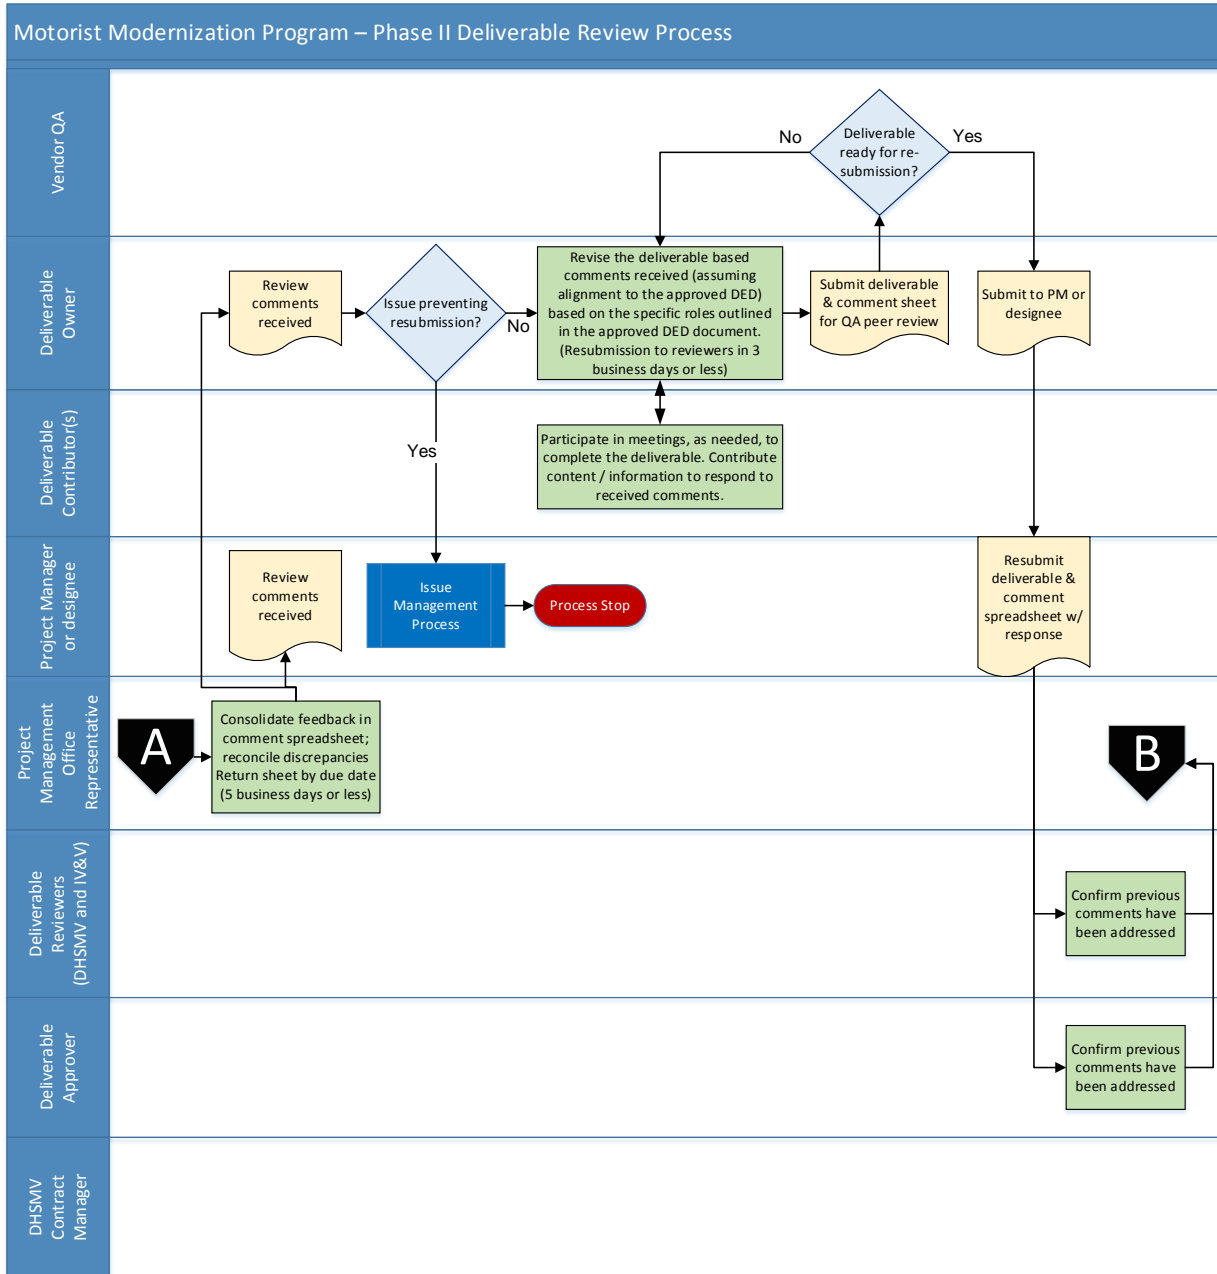 Motorist Modernization Program – Phase II Deliverable Review Process
Vendor QA
No
Deliverable
ready for re-
submission?
Yes
Deliverable
Owner
Review
comments
received
Issue preventing
resubmission?
No
Revise the deliverable based
comments received (assuming
alignment to the approved DED)
based on the specific roles outlined
in the approved DED document.
(Resubmission to reviewers in 3
business days or less)
Submit deliverable
& comment sheet
for QA peer review
Submit to PM or
designee
Deliverable
Contributor(s)
Yes
Participate in meetings, as needed, to
complete the deliverable. Contribute
content / information to respond to
received comments.
Project Manager
or designee
Review
comments
received
Issue
Management
Process
Process Stop
Resubmit
deliverable &
comment
spreadsheet w/
response
Project
Management
Office
Representative
A
Consolidate feedback in
comment spreadsheet;
reconcile discrepancies
Return sheet by due date
(5 business days or less)
B
Deliverable
Reviewers
(DHSMV and IV&V)
Confirm previous
comments have
been addressed
Deliverable
Approver
Confirm previous
comments have
been addressed
DHSMV
Contract
Manager